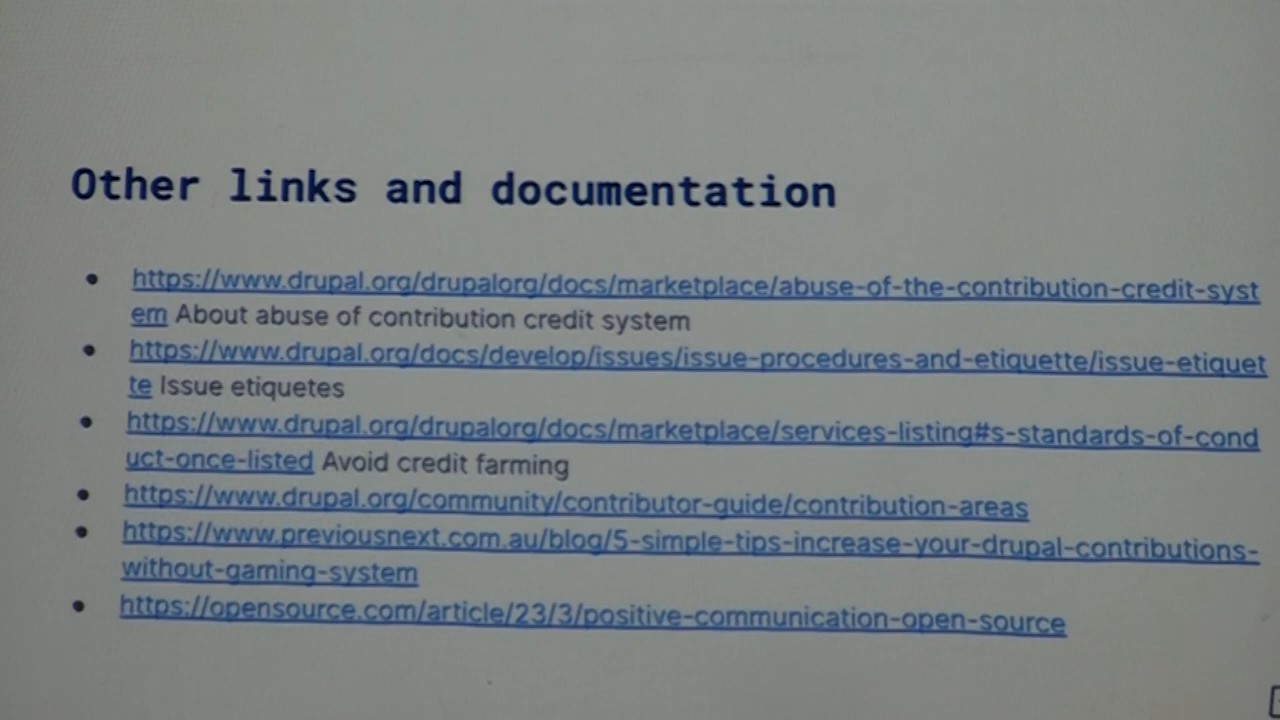 Other links and documentation
https://www.drupal.org/drupalorg/docs/marketplace/abuse-of-the-contribution-credit-syst
em About abuse of contribution credit system
https://www.drupal.org/docs/develop/issues/issue-procedures-and-etiquette/issue-etiquet
te Issue etiquetes
https://www.drupal.org/drupalorg/docs/marketplace/services-listing#s-standards-of-cond
uct-once-listed Avoid credit farming
https://www.drupal.org/community/contributor-guide/contribution-areas
https://www.previousnext.com.au/blog/5-simple-tips-increase-your-drupal-contributions-
without-gaming-system
https://opensource.com/article/23/3/positive-communication-open-source